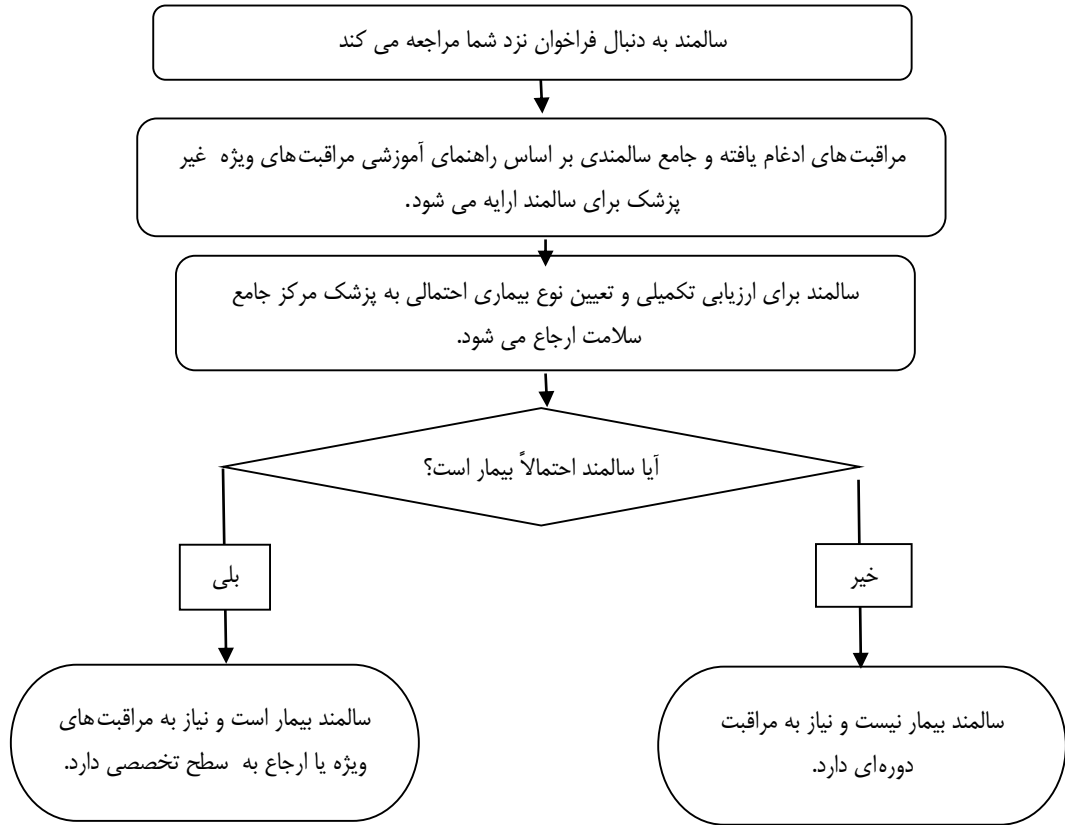 سالمند به دنبال فراخوان نزد شما مراجعه می کند
مراقبت‌های ادغام یافته و جامع سالمندی بر اساس راهنمای آموزشی مراقبت‌های ویژه غیر
پزشک برای سالمند ارایه می شود.
سالمند برای ارزیابی تکمیلی و تعیین نوع بیماری احتمالی به پزشک مرکز جامع
سلامت ارجاع می شود.
آیا سالمند احتمالاً بیمار است؟
خیر
بلی
سالمند بیمار نیست و نیاز به مراقبت
دوره‌ای دارد.
سالمند بیمار است و نیاز به مراقبت‌های
ویژه یا ارجاع به سطح تخصصی دارد.